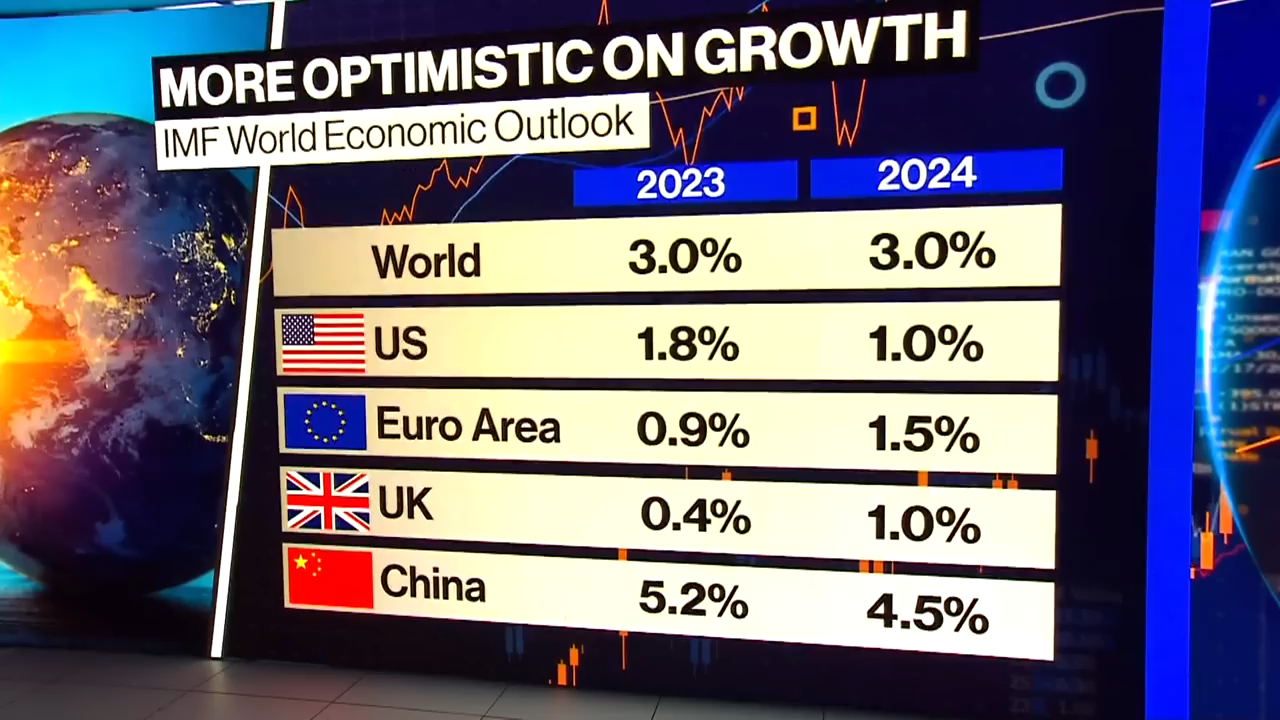 MORE OPTIMISTIC ON GROWTH
IMF World Economic Outlook
2023 2024
World 3.0% 3.0%
US 1.8% 1.0%
Euro Area 0.9% 1.5%
UK 0.4% 1.0%
China 5.2% 4.5%